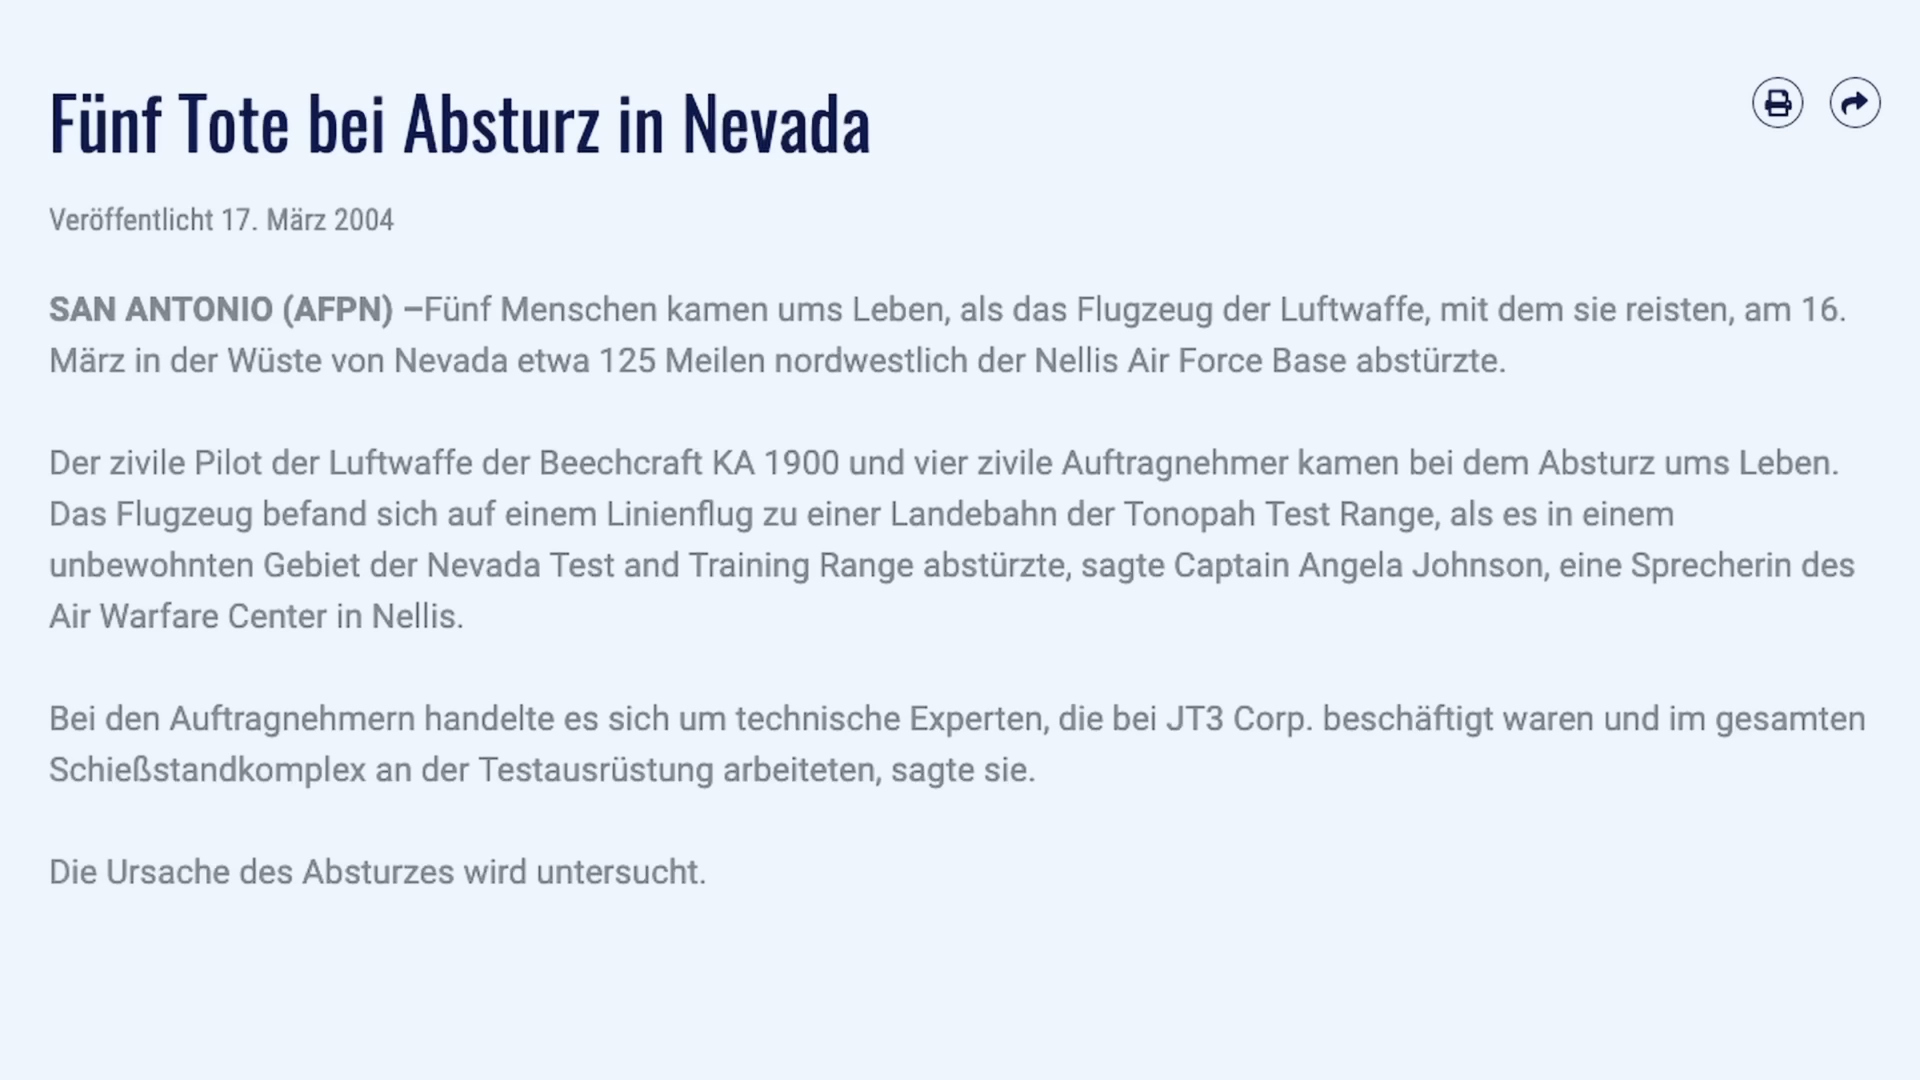 Fünf Tote bei Absturz in Nevada
Veröffentlicht 17. März 2004
SAN ANTONIO (AFPN) –Fünf Menschen kamen ums Leben, als das Flugzeug der Luftwaffe, mit dem sie reisten, am 16.
März in der Wüste von Nevada etwa 125 Meilen nordwestlich der Nellis Air Force Base abstürzte.
Der zivile Pilot der Luftwaffe der Beechcraft KA 1900 und vier zivile Auftragnehmer kamen bei dem Absturz ums Leben.
Das Flugzeug befand sich auf einem Linienflug zu einer Landebahn der Tonopah Test Range, als es in einem
unbewohnten Gebiet der Nevada Test and Training Range abstürzte, sagte Captain Angela Johnson, eine Sprecherin des
Air Warfare Center in Nellis.
Bei den Auftragnehmern handelte es sich um technische Experten, die bei JT3 Corp. beschäftigt waren und im gesamten
Schießstandkomplex an der Testausrüstung arbeiteten, sagte sie.
Die Ursache des Absturzes wird untersucht.